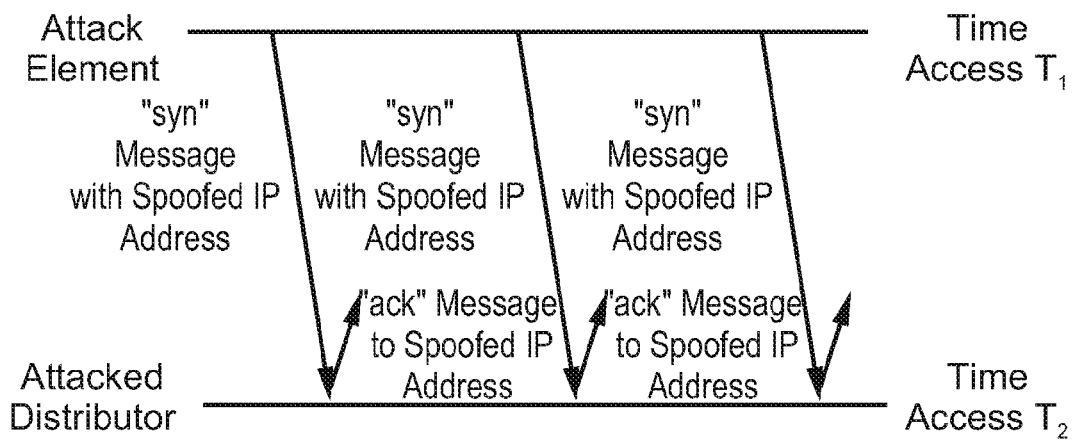 Attack
Element
Time
Access T₁
"syn"
Message
with Spoofed IP
Address
"syn"
Message
with Spoofed IP
Address
"syn"
Message
with Spoofed IP
Address
"ack" Message
to Spoofed IP
Address
"ack" Message
to Spoofed IP
Address
Attacked
Distributor
Time
Access T₂